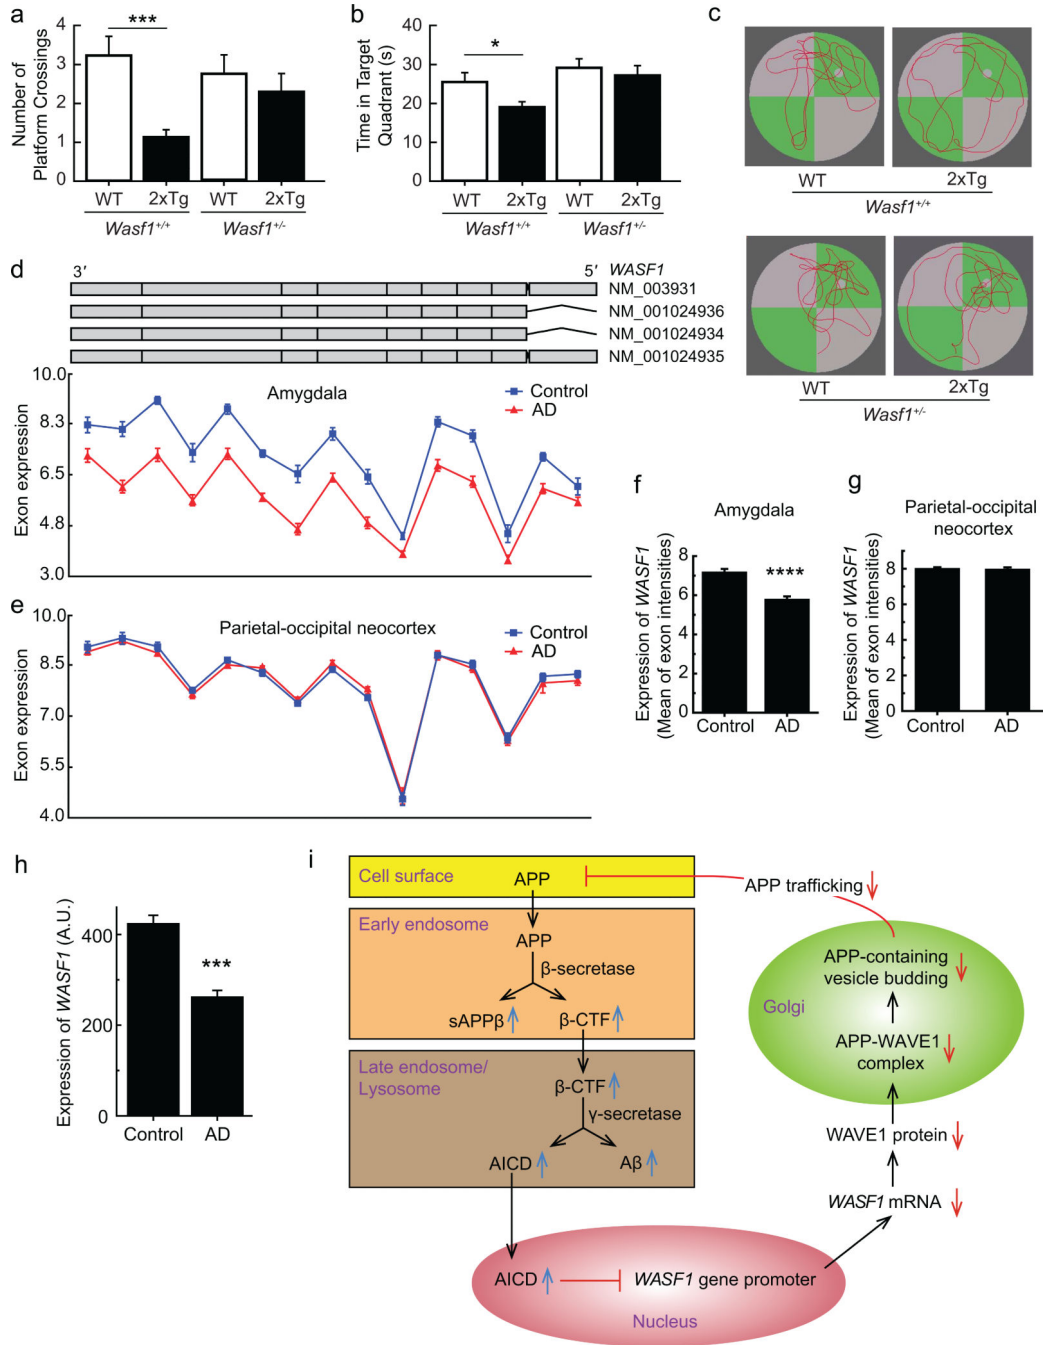 a
Number of
Platform Crossings
4
3
2
1
0
***
WT 2xTg WT 2xTg
Wasf1+/+ Wasf1+/-
b
Time in Target
Quadrant (s)
40
30
20
10
0
*
WT 2xTg WT 2xTg
Wasf1+/+ Wasf1+/-
c
WT 2xTg
Wasf1+/+
WT 2xTg
Wasf1+/-
d
3′ 5′ WASF1
NM_003931
NM_001024936
NM_001024934
NM_001024935
Exon expression
10.0
8.3
6.5
4.8
3.0
Amygdala
Control
AD
e
Exon expression
10.0
8.5
7.0
5.5
4.0
Parietal-occipital neocortex
Control
AD
f
Amygdala
Expression of WASF1
(Mean of exon intensities)
8
6
4
2
0
****
Control AD
g
Parietal-occipital
neocortex
Expression of WASF1
(Mean of exon intensities)
8
6
4
2
0
Control AD
h
Expression of WASF1 (A.U.)
400
200
0
***
Control AD
i
Cell surface
APP
APP trafficking
Early endosome
APP
β-secretase
sAPPβ β-CTF
Late endosome/
Lysosome
β-CTF
γ-secretase
AICD Aβ
APP-containing
vesicle budding
Golgi
APP-WAVE1
complex
WAVE1 protein
WASF1 mRNA
AICD WASF1 gene promoter
Nucleus